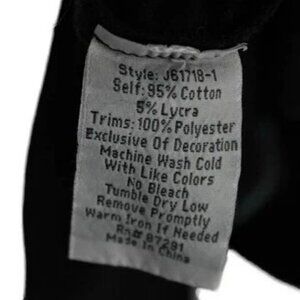 Style: J61718-1
Self: 95% Cotton
5% Lycra
Trims: 100% Polyester
Exclusive Of Decoration
Machine Wash Cold
With Like Colors
No Bleach
Tumble Dry Low
Remove Promptly
Warm Iron If Needed
Rn# 87281
Made In China